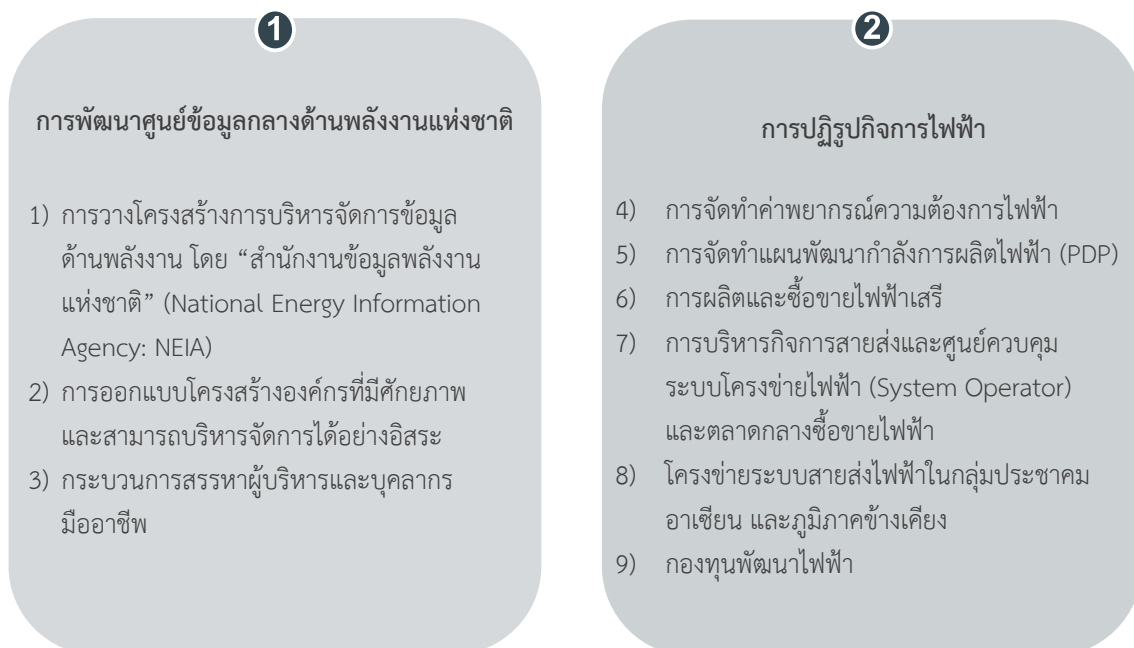 1
การพัฒนาศูนย์ข้อมูลกลางด้านพลังงานแห่งชาติ
1) การวางโครงสร้างการบริหารจัดการข้อมูล
ด้านพลังงาน โดย “สำนักงานข้อมูลพลังงาน
แห่งชาติ” (National Energy Information
Agency: NEIA)
2) การออกแบบโครงสร้างองค์กรที่มีศักยภาพ
และสามารถบริหารจัดการได้อย่างอิสระ
3) กระบวนการสรรหาผู้บริหารและบุคลากร
มืออาชีพ
2
การปฏิรูปกิจการไฟฟ้า
4) การจัดทำค่าพยากรณ์ความต้องการไฟฟ้า
5) การจัดทำแผนพัฒนากำลังการผลิตไฟฟ้า (PDP)
6) การผลิตและซื้อขายไฟฟ้าเสรี
7) การบริหารกิจการสายส่งและศูนย์ควบคุม
ระบบโครงข่ายไฟฟ้า (System Operator)
และตลาดกลางซื้อขายไฟฟ้า
8) โครงข่ายระบบสายส่งไฟฟ้าในกลุ่มประชาคม
อาเซียน และภูมิภาคข้างเคียง
9) กองทุนพัฒนาไฟฟ้า